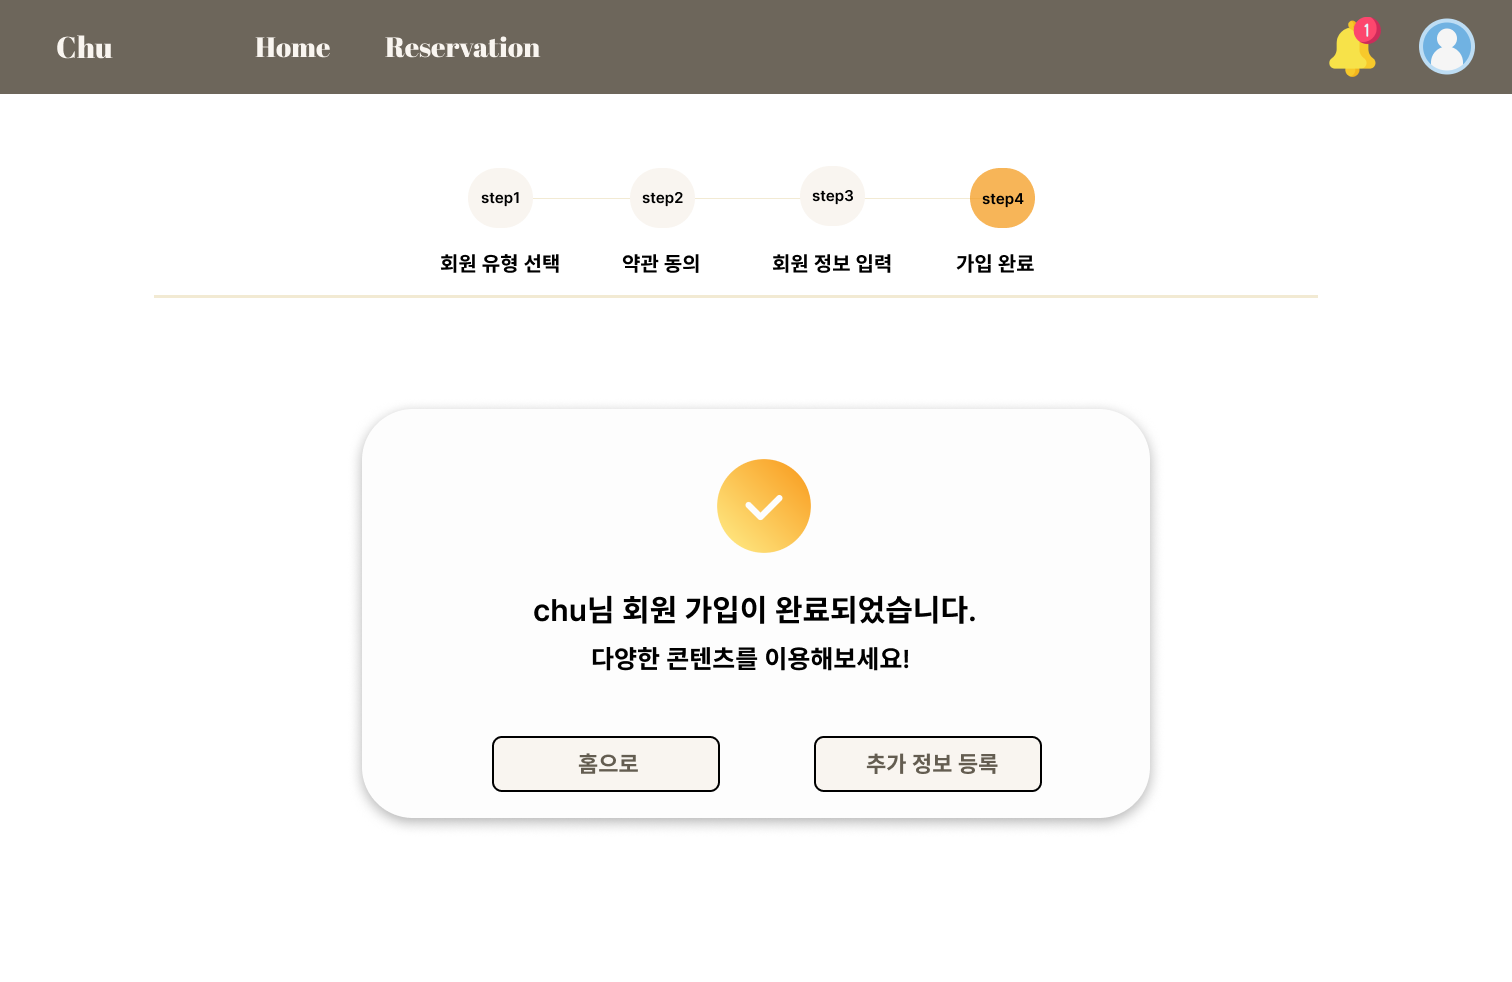 Chu Home Reservation 1
step1 step2 step3 step4
회원 유형 선택 약관 동의 회원 정보 입력 가입 완료
chu님 회원 가입이 완료되었습니다.
다양한 콘텐츠를 이용해보세요!
홈으로 추가 정보 등록